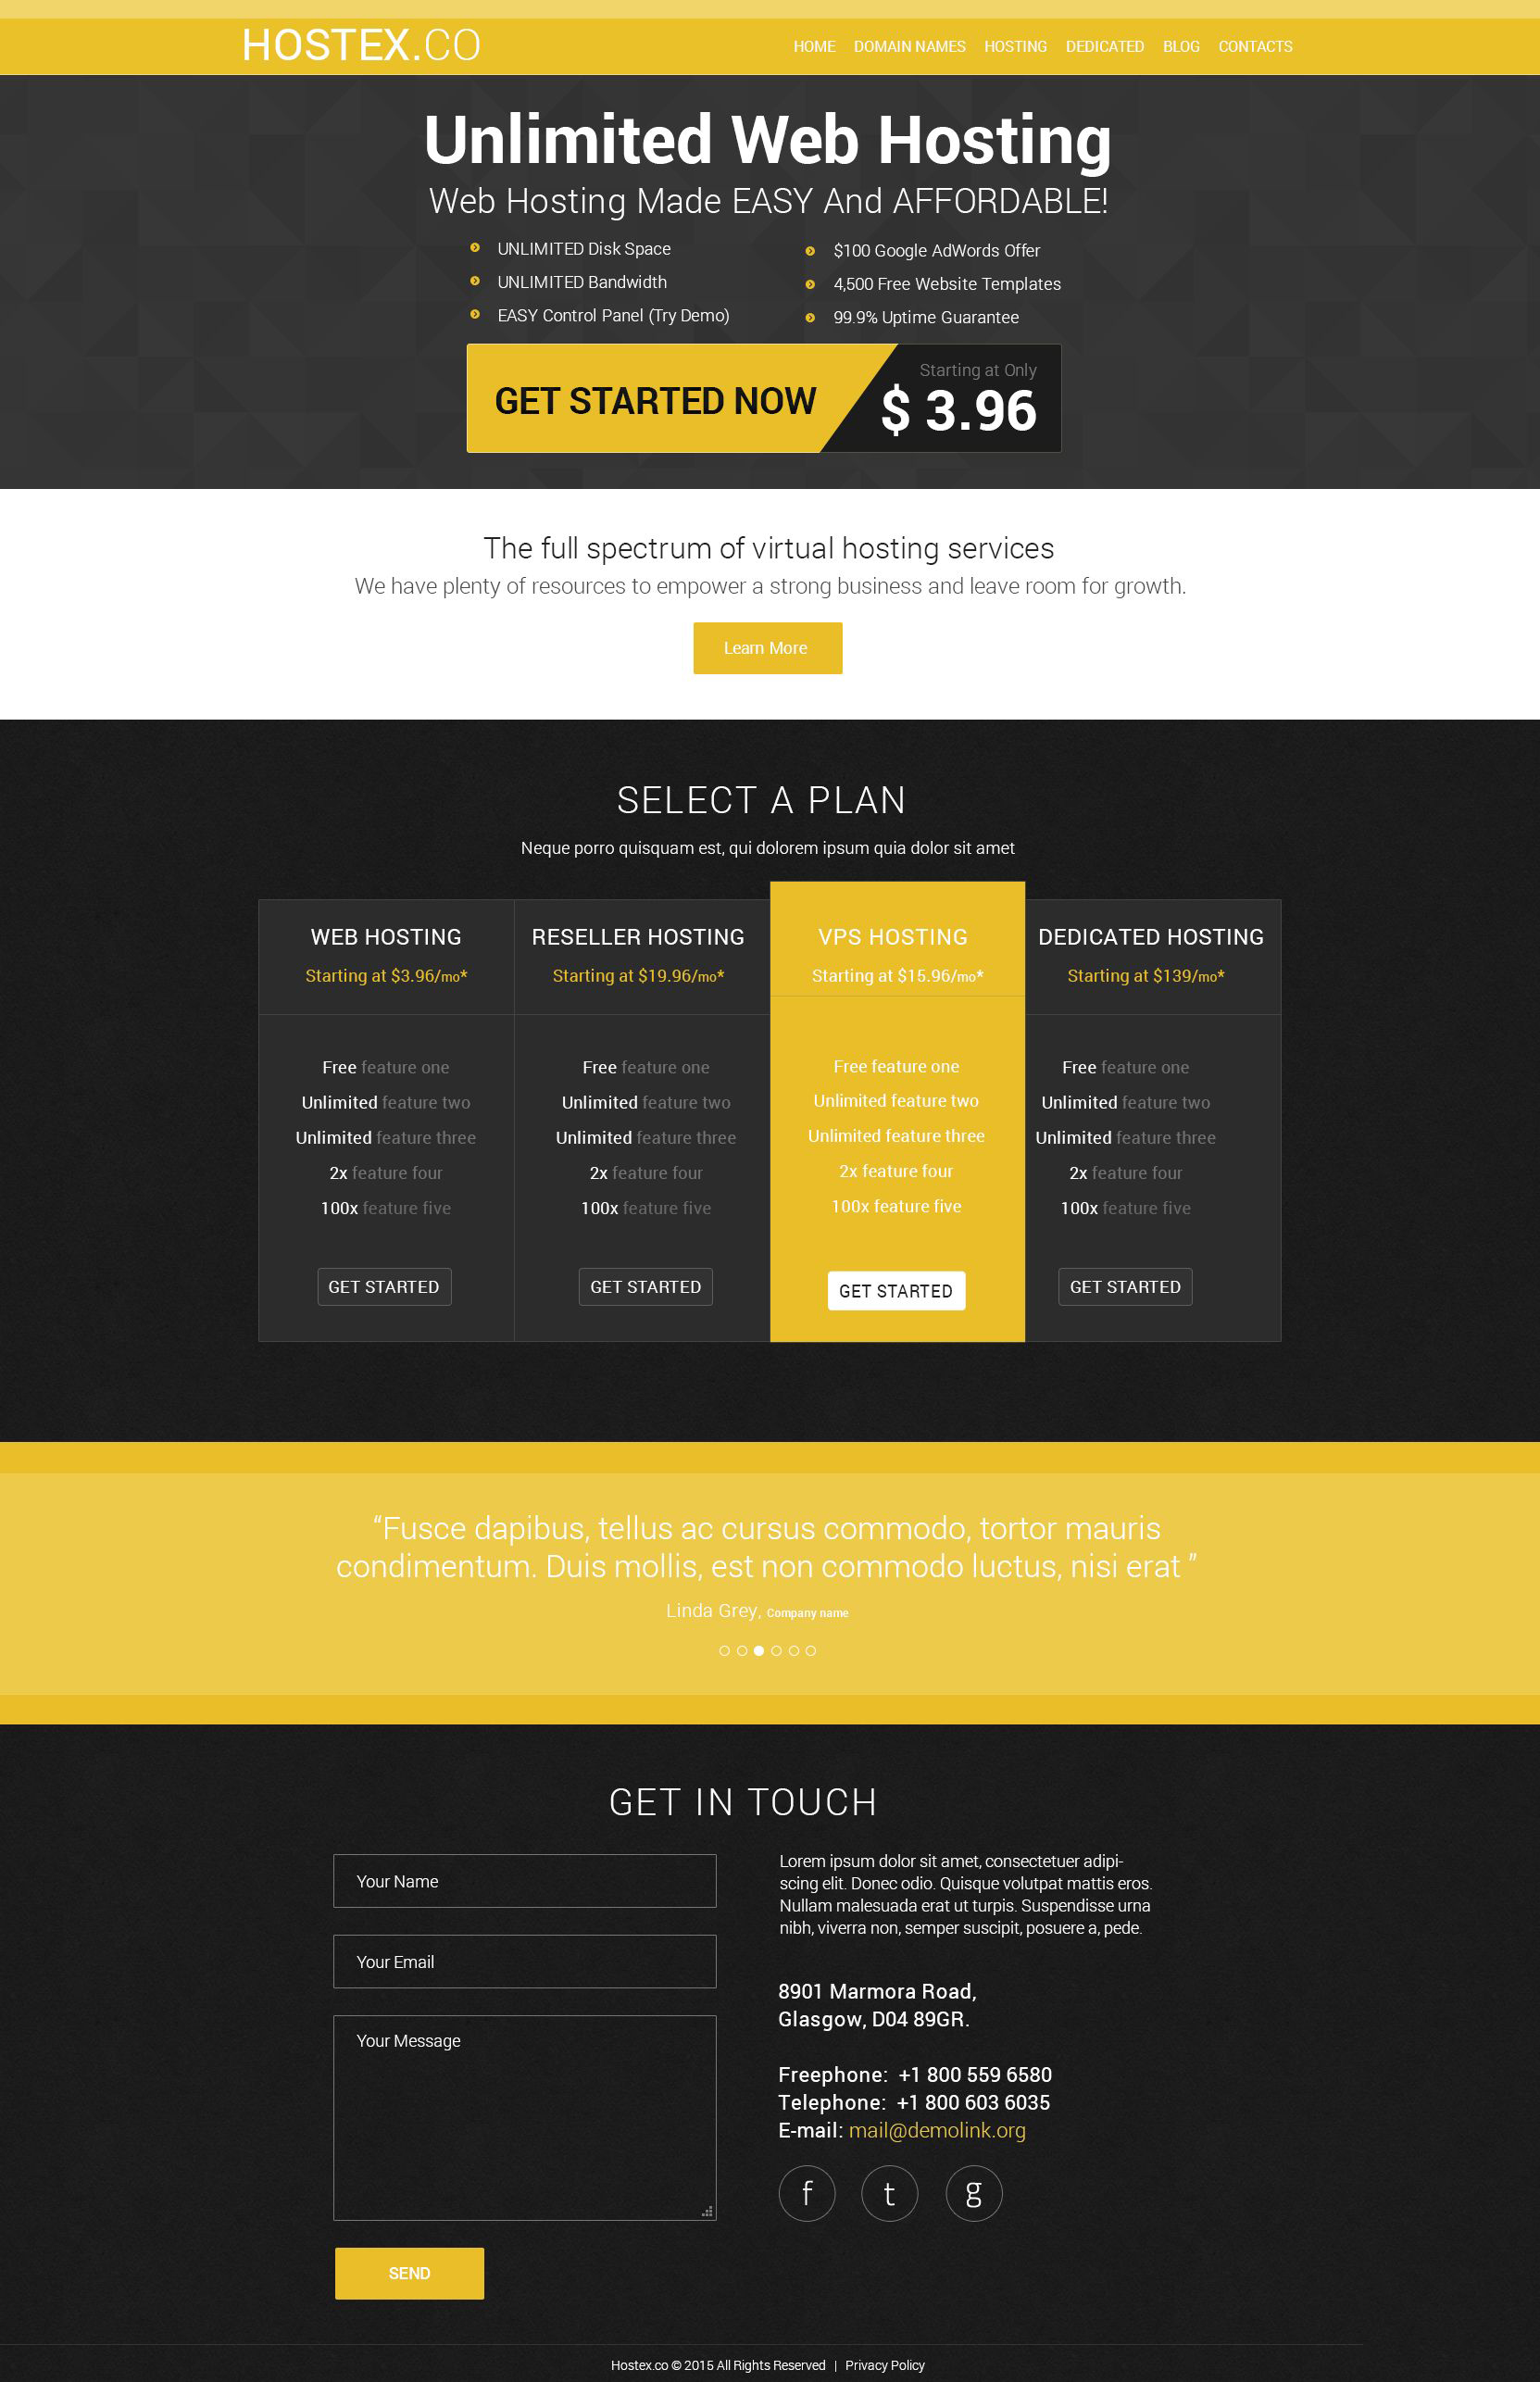 HOSTEX.CO
HOME DOMAIN NAMES HOSTING DEDICATED BLOG CONTACTS
Unlimited Web Hosting
Web Hosting Made EASY And AFFORDABLE!
UNLIMITED Disk Space
UNLIMITED Bandwidth
EASY Control Panel (Try Demo)
$100 Google AdWords Offer
4,500 Free Website Templates
99.9% Uptime Guarantee
GET STARTED NOW
Starting at Only
$ 3.96
The full spectrum of virtual hosting services
We have plenty of resources to empower a strong business and leave room for growth.
Learn More
SELECT A PLAN
Neque porro quisquam est, qui dolorem ipsum quia dolor sit amet
WEB HOSTING
Starting at $3.96/mo*
Free feature one
Unlimited feature two
Unlimited feature three
2x feature four
100x feature five
GET STARTED
RESELLER HOSTING
Starting at $19.96/mo*
Free feature one
Unlimited feature two
Unlimited feature three
2x feature four
100x feature five
GET STARTED
VPS HOSTING
Starting at $15.96/mo*
Free feature one
Unlimited feature two
Unlimited feature three
2x feature four
100x feature five
GET STARTED
DEDICATED HOSTING
Starting at $139/mo*
Free feature one
Unlimited feature two
Unlimited feature three
2x feature four
100x feature five
GET STARTED
“Fusce dapibus, tellus ac cursus commodo, tortor mauris
condimentum. Duis mollis, est non commodo luctus, nisi erat ”
Linda Grey, Company name
GET IN TOUCH
Your Name
Your Email
Your Message
SEND
Lorem ipsum dolor sit amet, consectetuer adipi-
scing elit. Donec odio. Quisque volutpat mattis eros.
Nullam malesuada erat ut turpis. Suspendisse urna
nibh, viverra non, semper suscipit, posuere a, pede.
8901 Marmora Road,
Glasgow, D04 89GR.
Freephone: +1 800 559 6580
Telephone: +1 800 603 6035
E-mail: mail@demolink.org
f t g
Hostex.co © 2015 All Rights Reserved | Privacy Policy